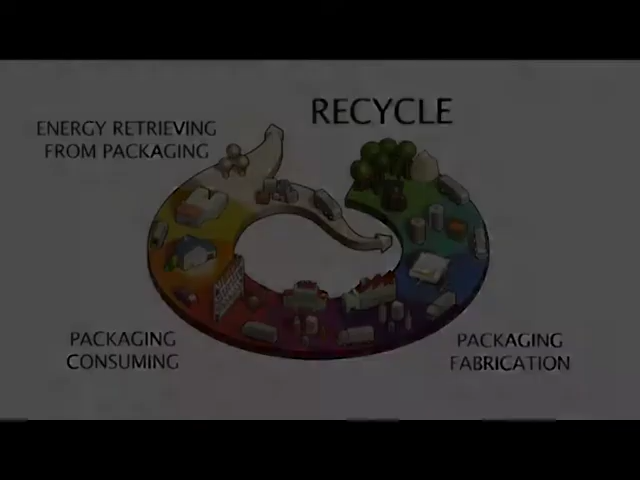 RECYCLE
ENERGY RETRIEVING
FROM PACKAGING
PACKAGING
CONSUMING
PACKAGING
FABRICATION